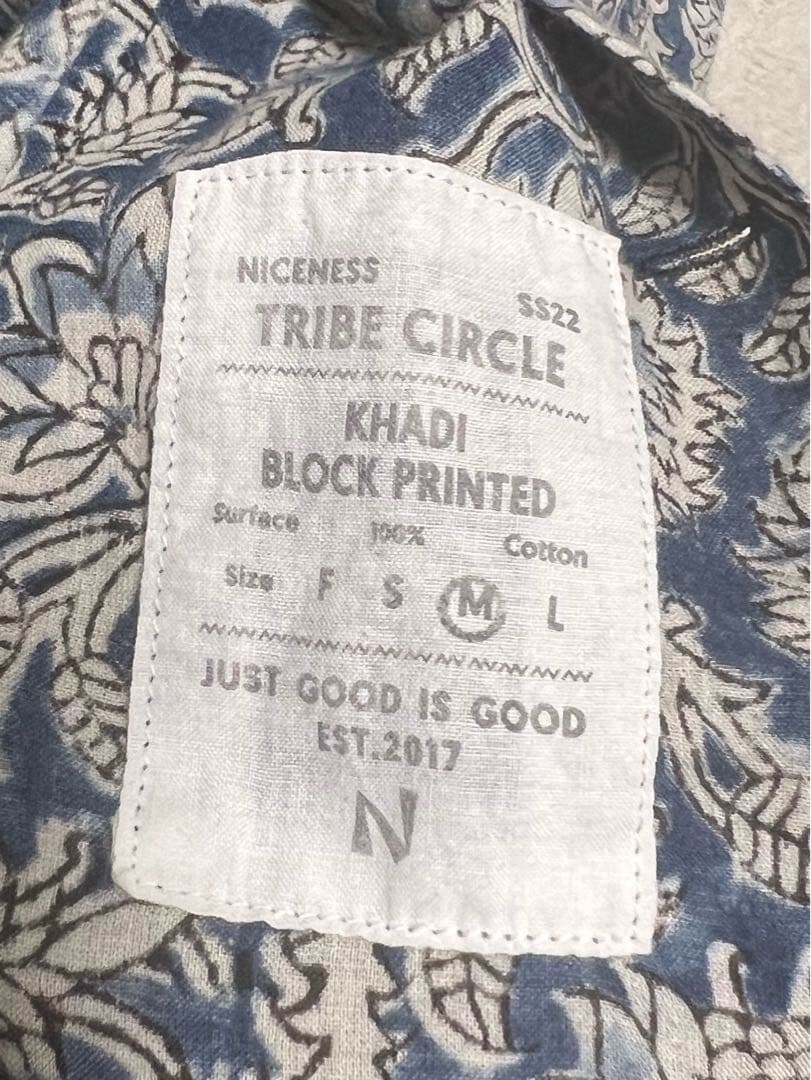 NICENESS SS22
TRIBE CIRCLE
KHADI
BLOCK PRINTED
Surface 100% Cotton
Size F S M L
JUST GOOD IS GOOD
EST.2017
N